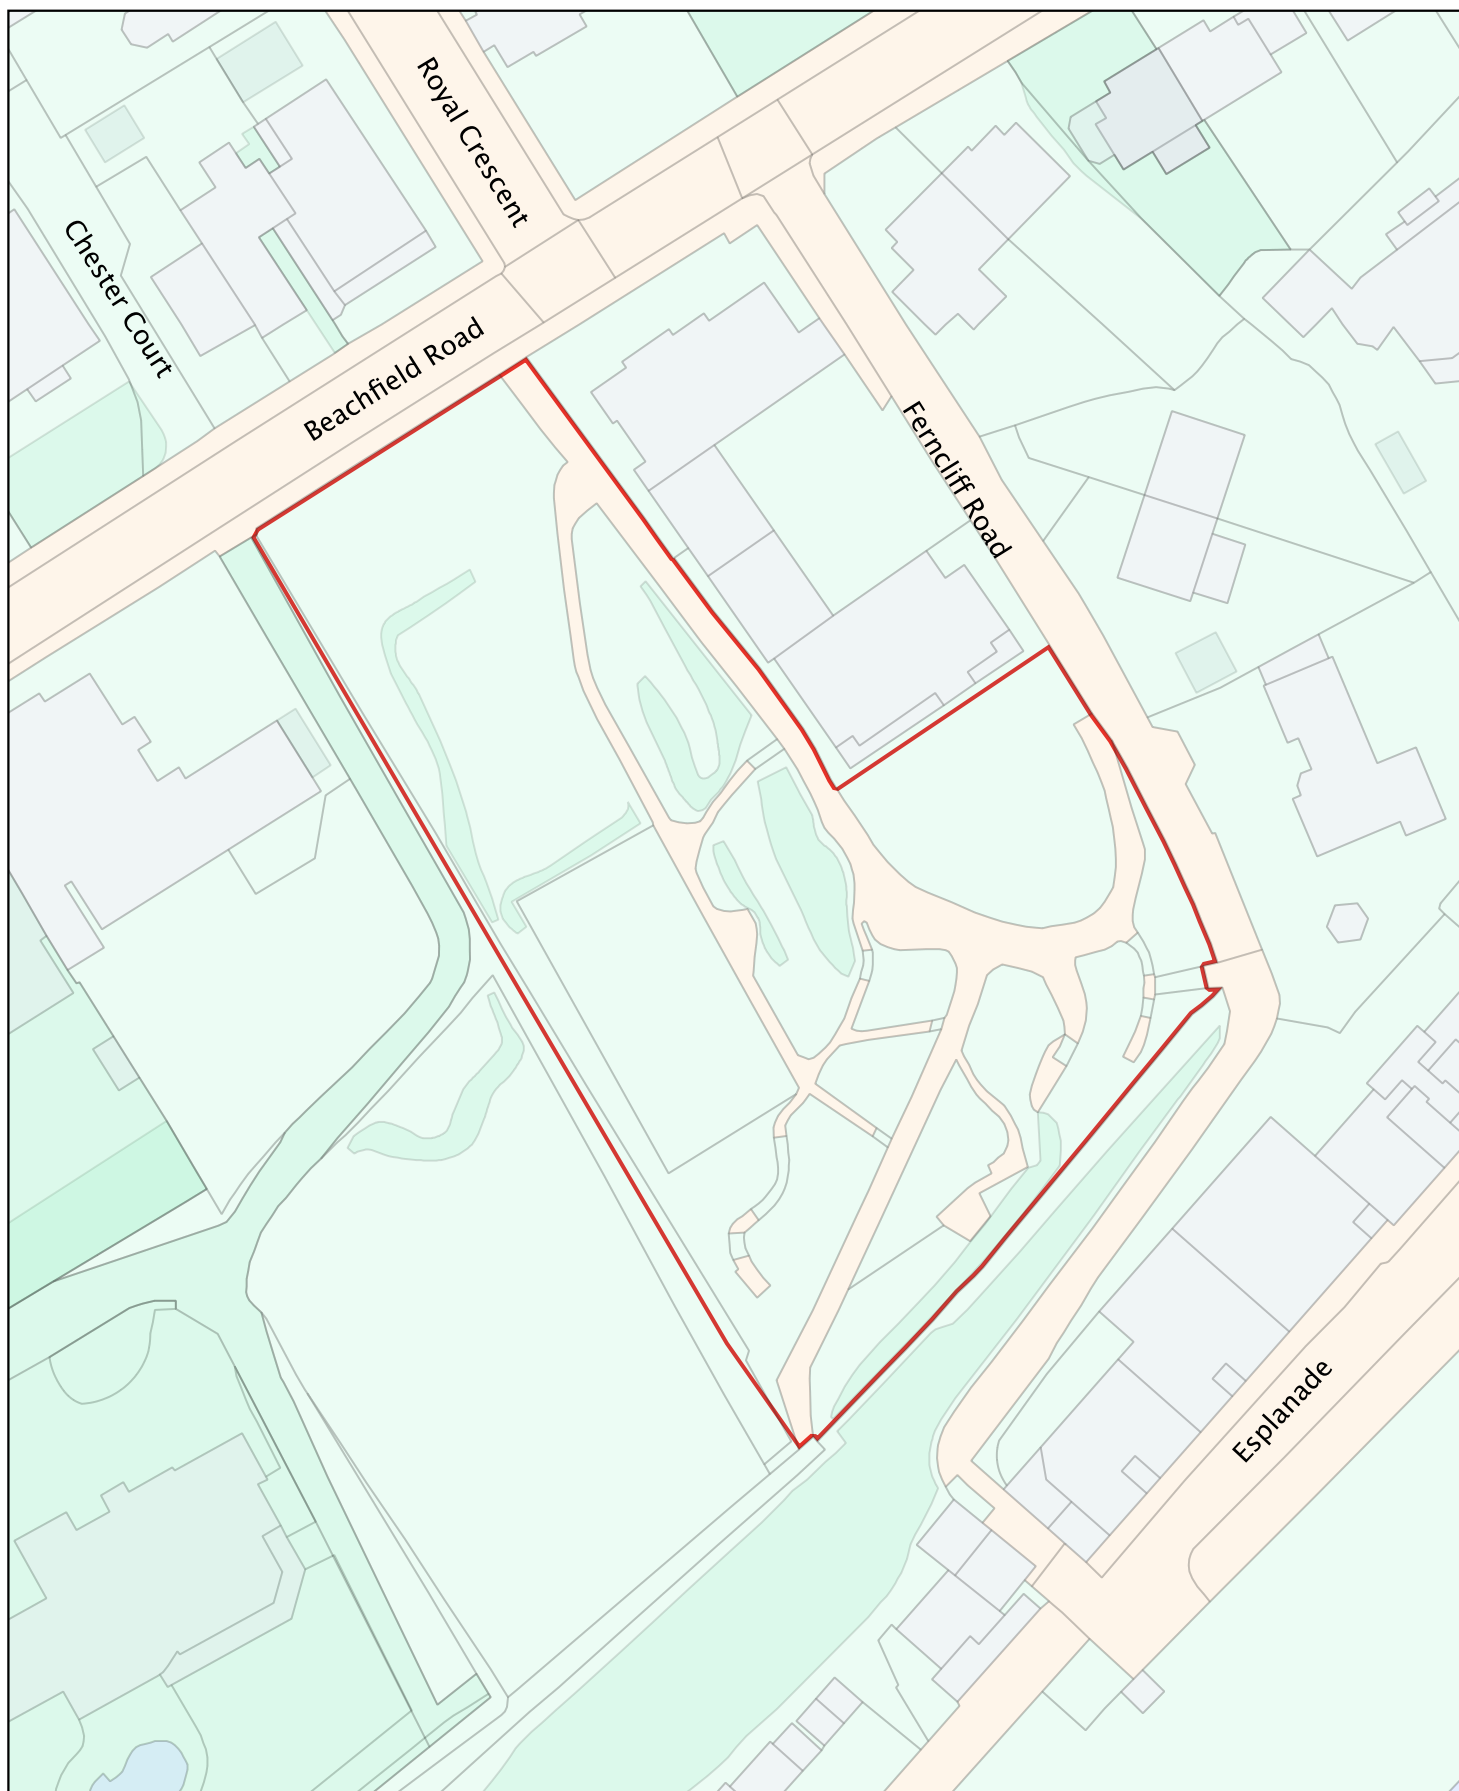 Royal Crescent
Chester Court
Beachfield Road
Ferncliff Road
Esplanade